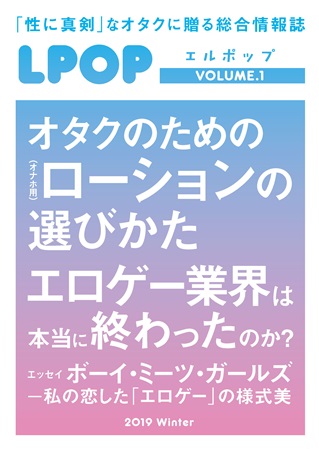 「性に真剣」なオタクに贈る総合情報誌
LPOP
エルポップ
VOLUME.1
オタクのための
（オナホ用）ローションの
選びかた
エロゲー業界は
本当に終わったのか?
エッセイ ボーイ・ミーツ・ガールズ
―私の恋した「エロゲー」の様式美
2019 Winter